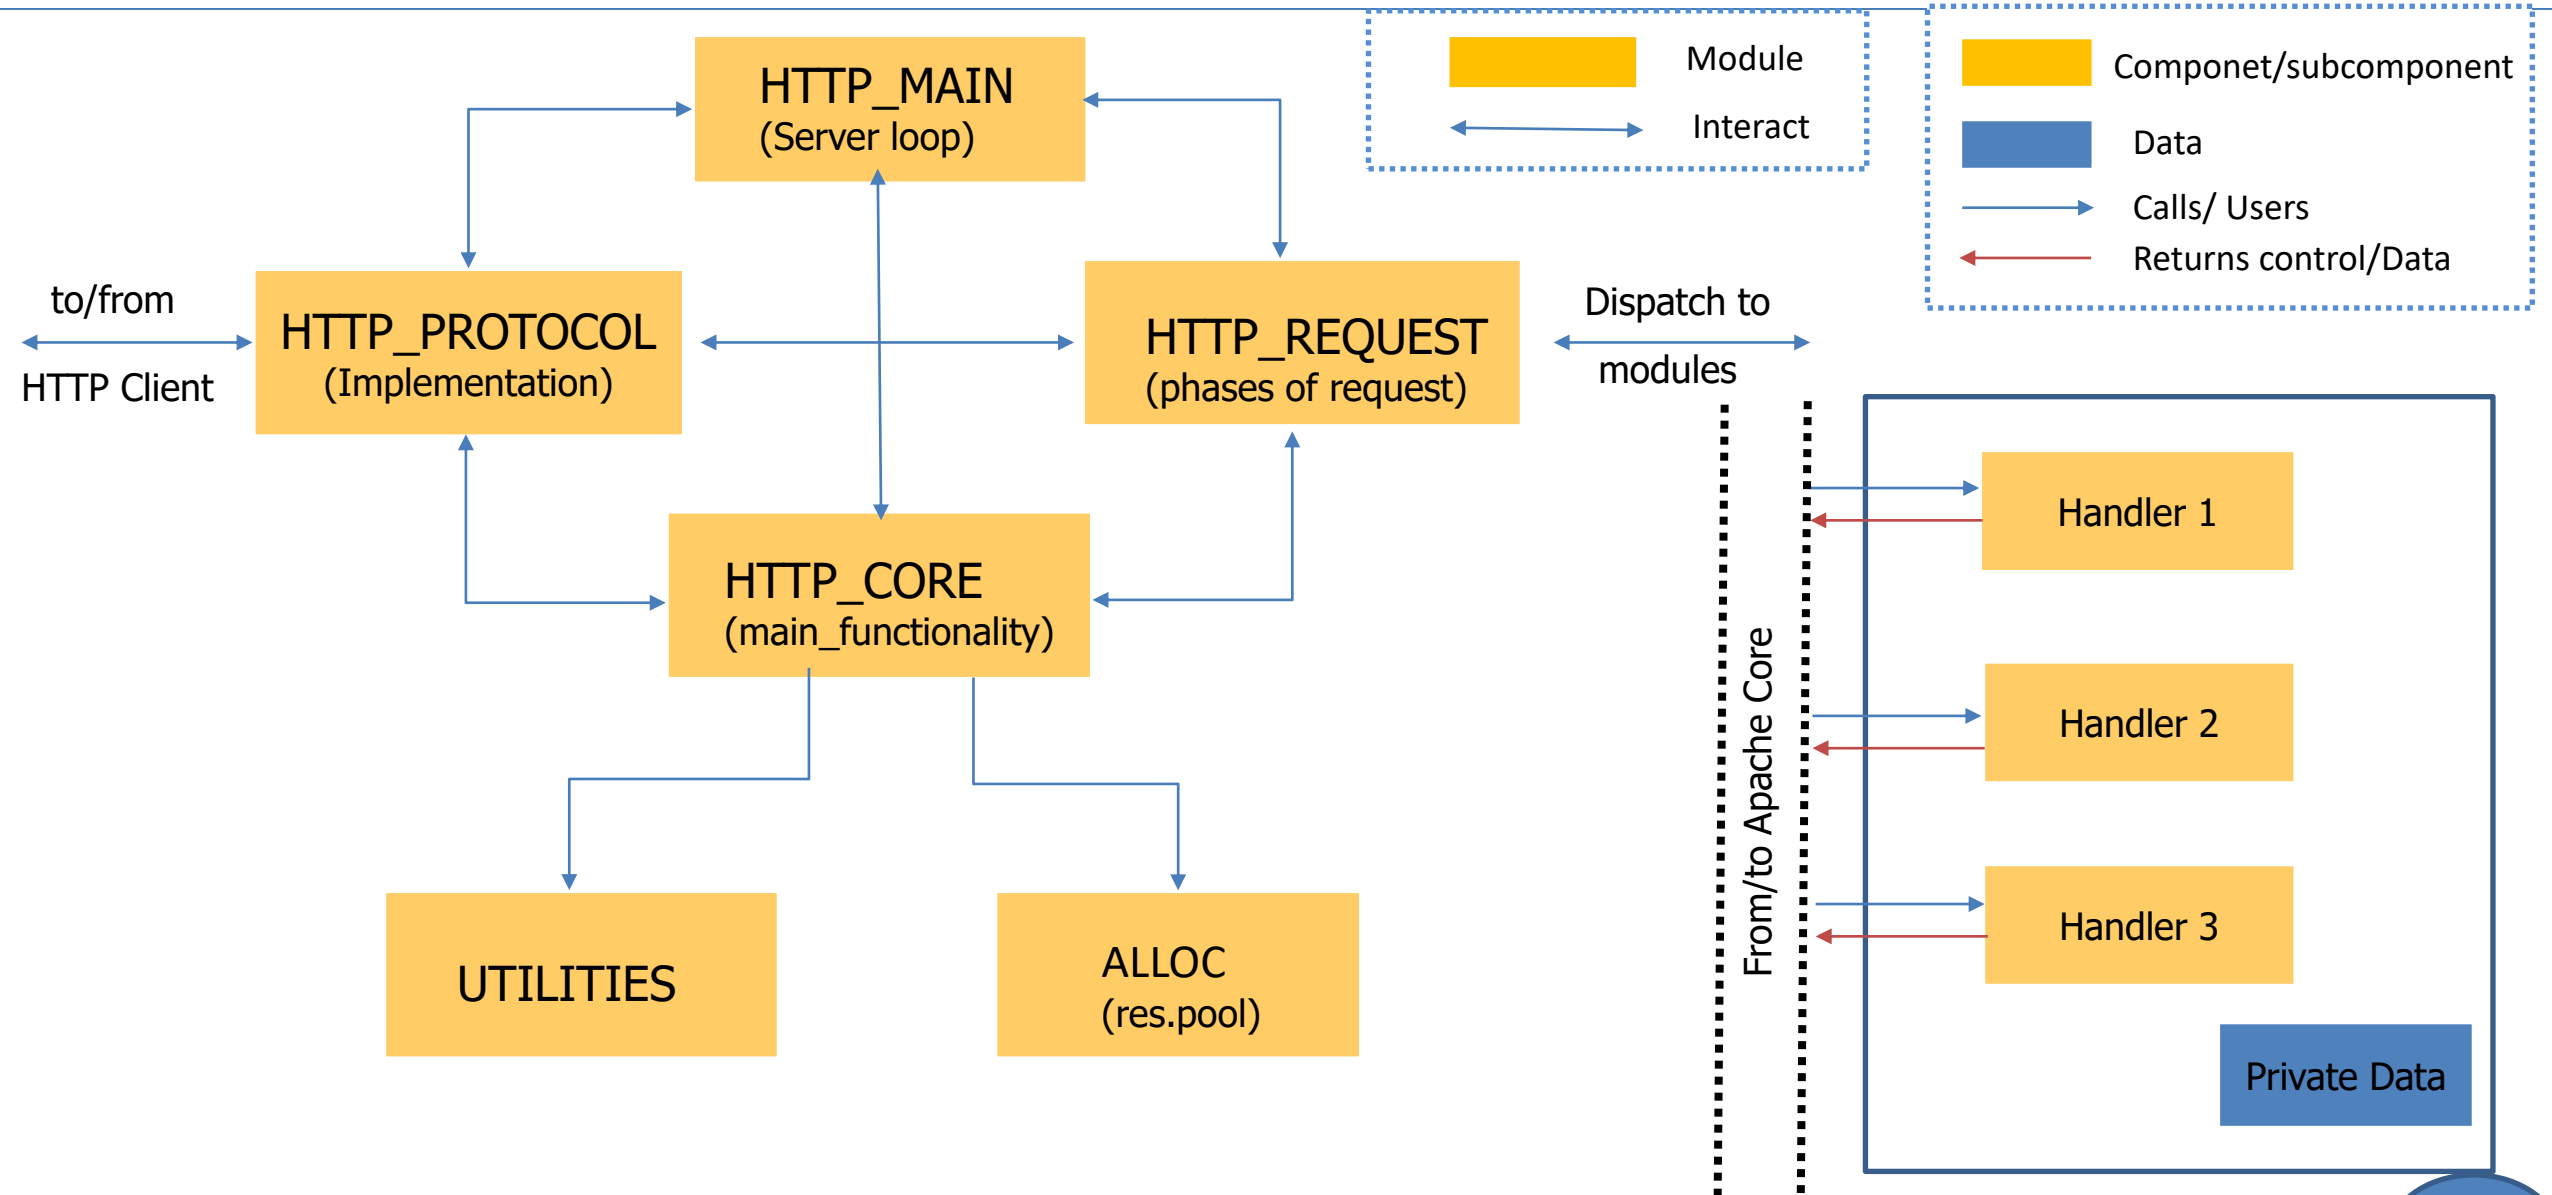 HTTP_MAIN
(Server loop)
Module
Interact
Componet/subcomponent
Data
Calls/ Users
Returns control/Data
to/from
HTTP Client
HTTP_PROTOCOL
(Implementation)
HTTP_REQUEST
(phases of request)
Dispatch to
modules
HTTP_CORE
(main_functionality)
UTILITIES
ALLOC
(res.pool)
From/to Apache Core
Handler 1
Handler 2
Handler 3
Private Data